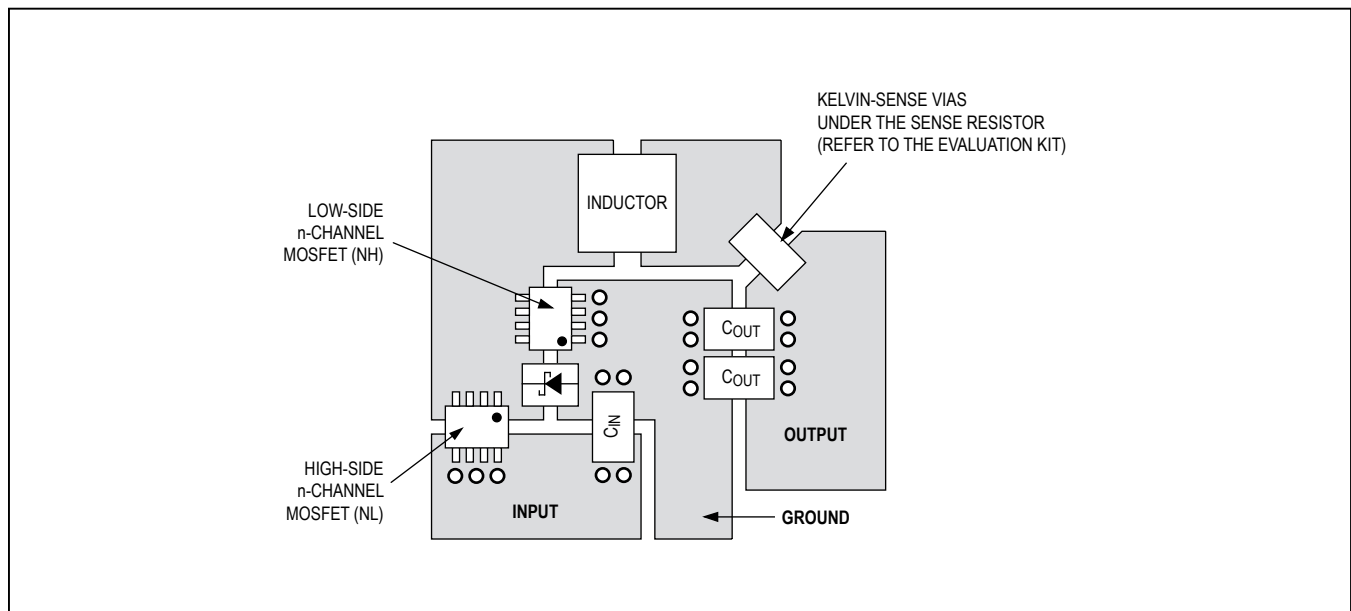 KELVIN-SENSE VIAS
UNDER THE SENSE RESISTOR
(REFER TO THE EVALUATION KIT)
INDUCTOR
LOW-SIDE
n-CHANNEL
MOSFET (NH)
COUT
COUT
CIN
OUTPUT
HIGH-SIDE
n-CHANNEL
MOSFET (NL)
INPUT
GROUND